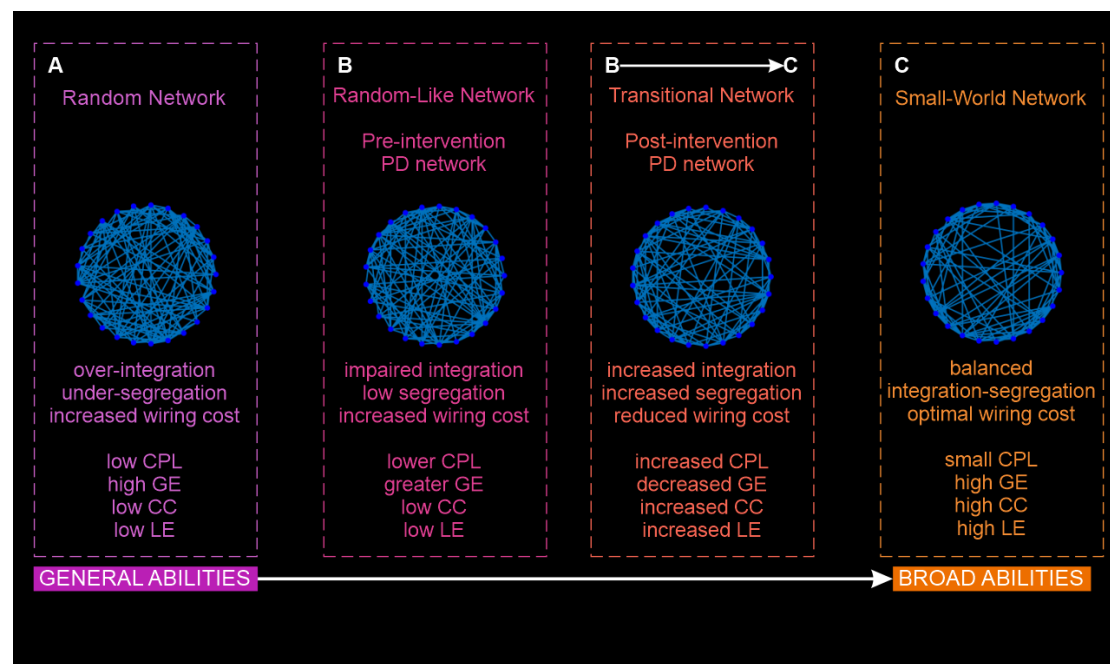 A
Random Network
over-integration
under-segregation
increased wiring cost
low CPL
high GE
low CC
low LE
B
Random-Like Network
Pre-intervention
PD network
impaired integration
low segregation
increased wiring cost
lower CPL
greater GE
low CC
low LE
B C
Transitional Network
Post-intervention
PD network
increased integration
increased segregation
reduced wiring cost
increased CPL
decreased GE
increased CC
increased LE
C
Small-World Network
balanced
integration-segregation
optimal wiring cost
small CPL
high GE
high CC
high LE
GENERAL ABILITIES
BROAD ABILITIES